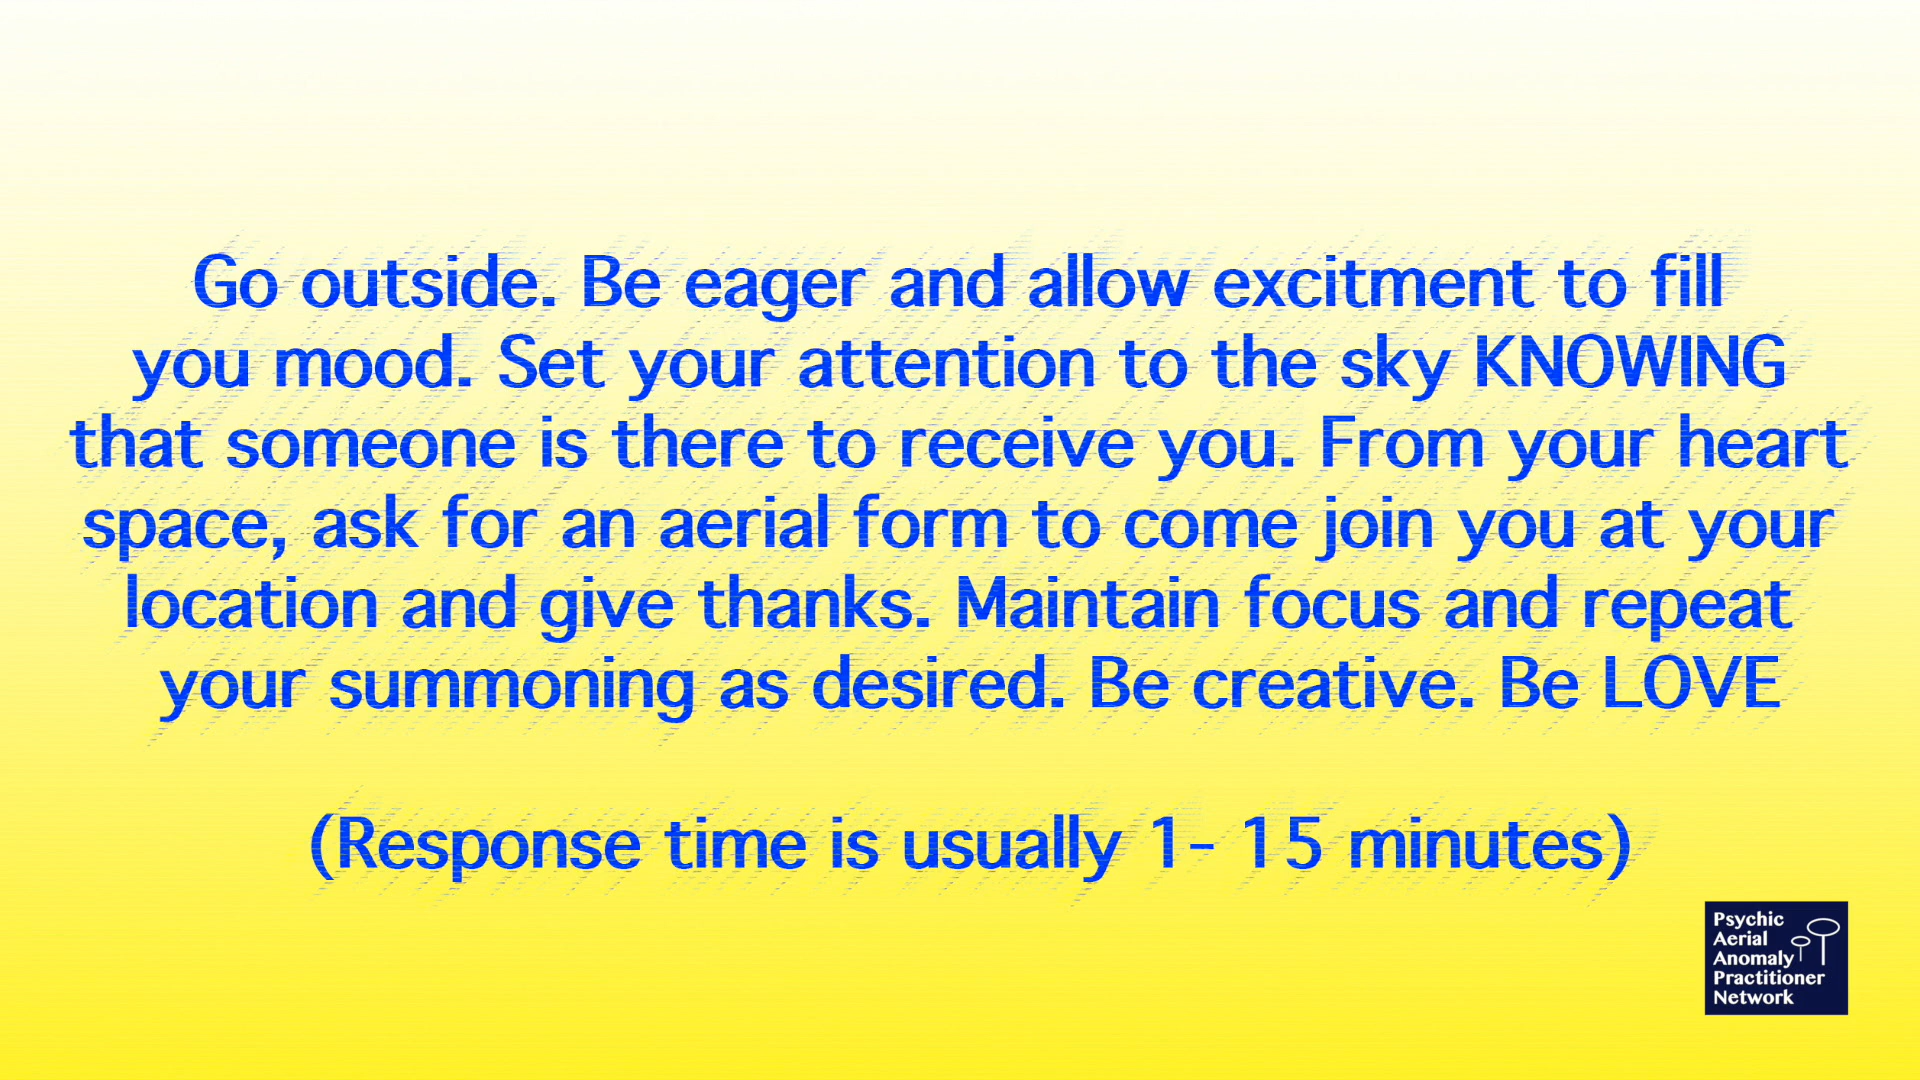 Go outside. Be eager and allow excitment to fill
you mood. Set your attention to the sky KNOWING
that someone is there to receive you. From your heart
space, ask for an aerial form to come join you at your
location and give thanks. Maintain focus and repeat
your summoning as desired. Be creative. Be LOVE
(Response time is usually 1- 15 minutes)
Psychic
Aerial
Anomaly
Practitioner
Network